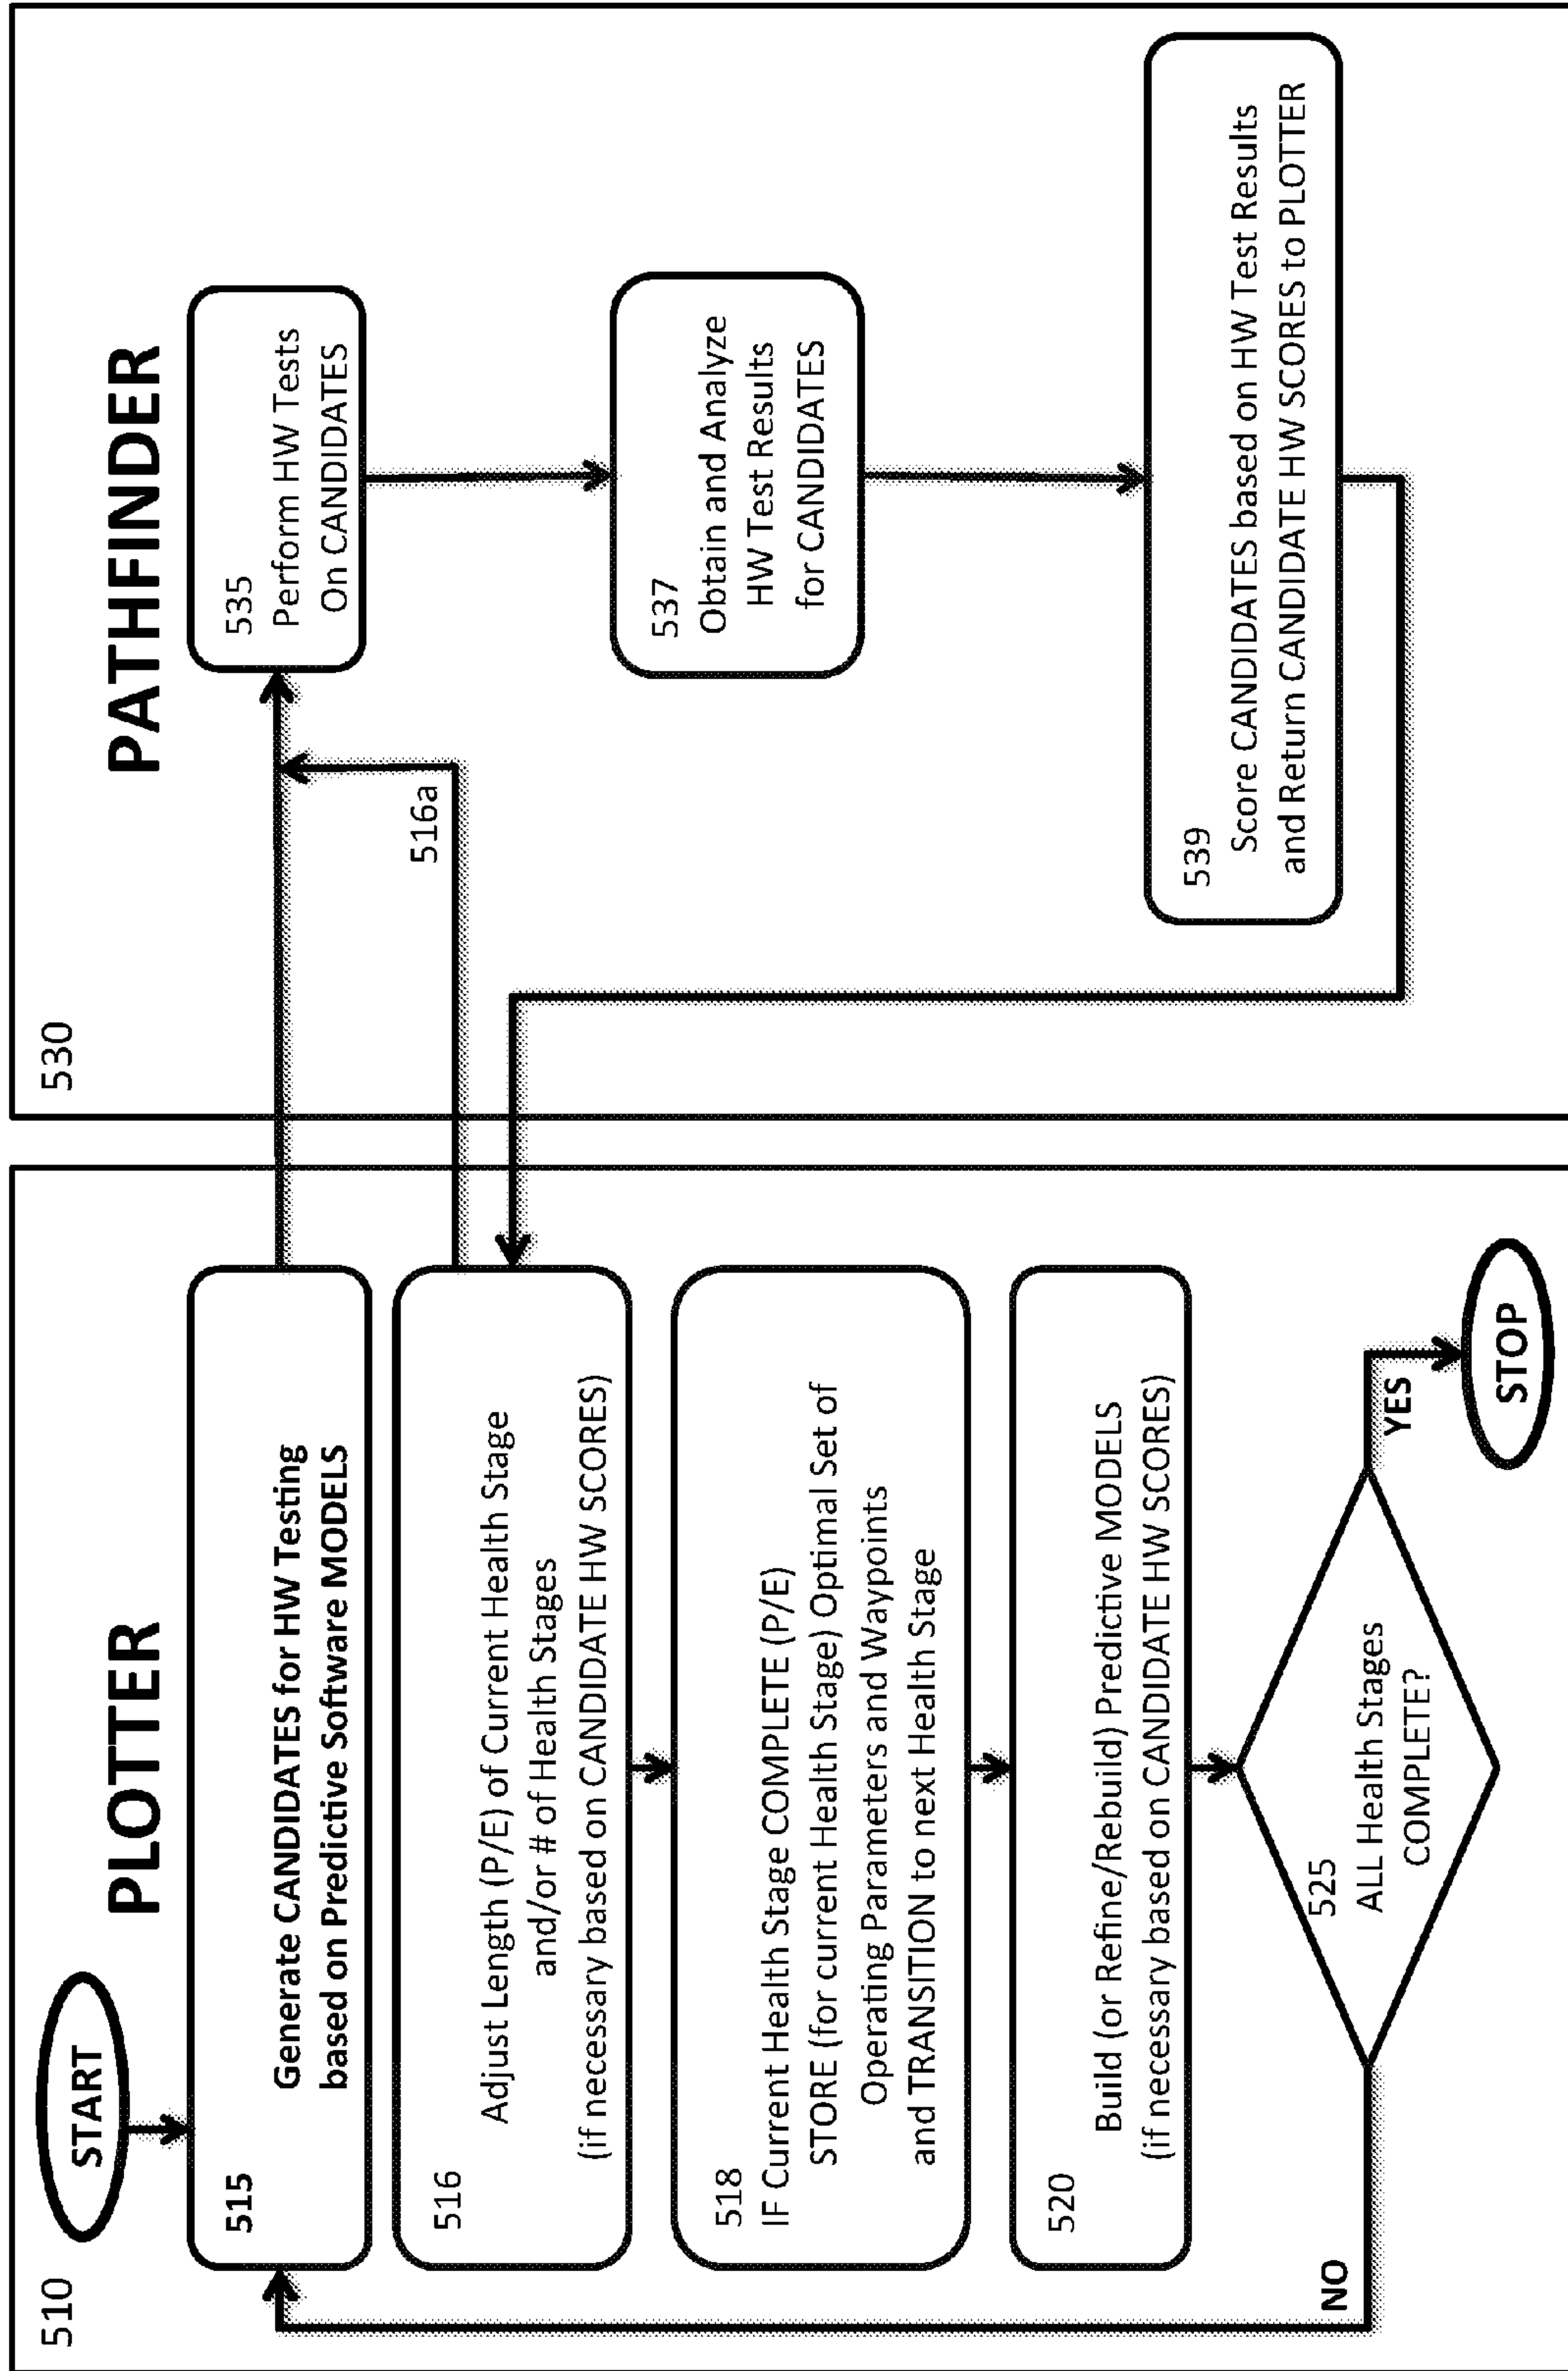 510
PLOTTER
START
515
Generate CANDIDATES for HW Testing
based on Predictive Software MODELS
516
Adjust Length (P/E) of Current Health Stage
and/or # of Health Stages
(if necessary based on CANDIDATE HW SCORES)
518
IF Current Health Stage COMPLETE (P/E)
STORE (for current Health Stage) Optimal Set of
Operating Parameters and Waypoints
and TRANSITION to next Health Stage
520
Build (or Refine/Rebuild) Predictive MODELS
(if necessary based on CANDIDATE HW SCORES)
525
ALL Health Stages
COMPLETE?
NO
YES
STOP
530
PATHFINDER
516a
535
Perform HW Tests
On CANDIDATES
537
Obtain and Analyze
HW Test Results
for CANDIDATES
539
Score CANDIDATES based on HW Test Results
and Return CANDIDATE HW SCORES to PLOTTER